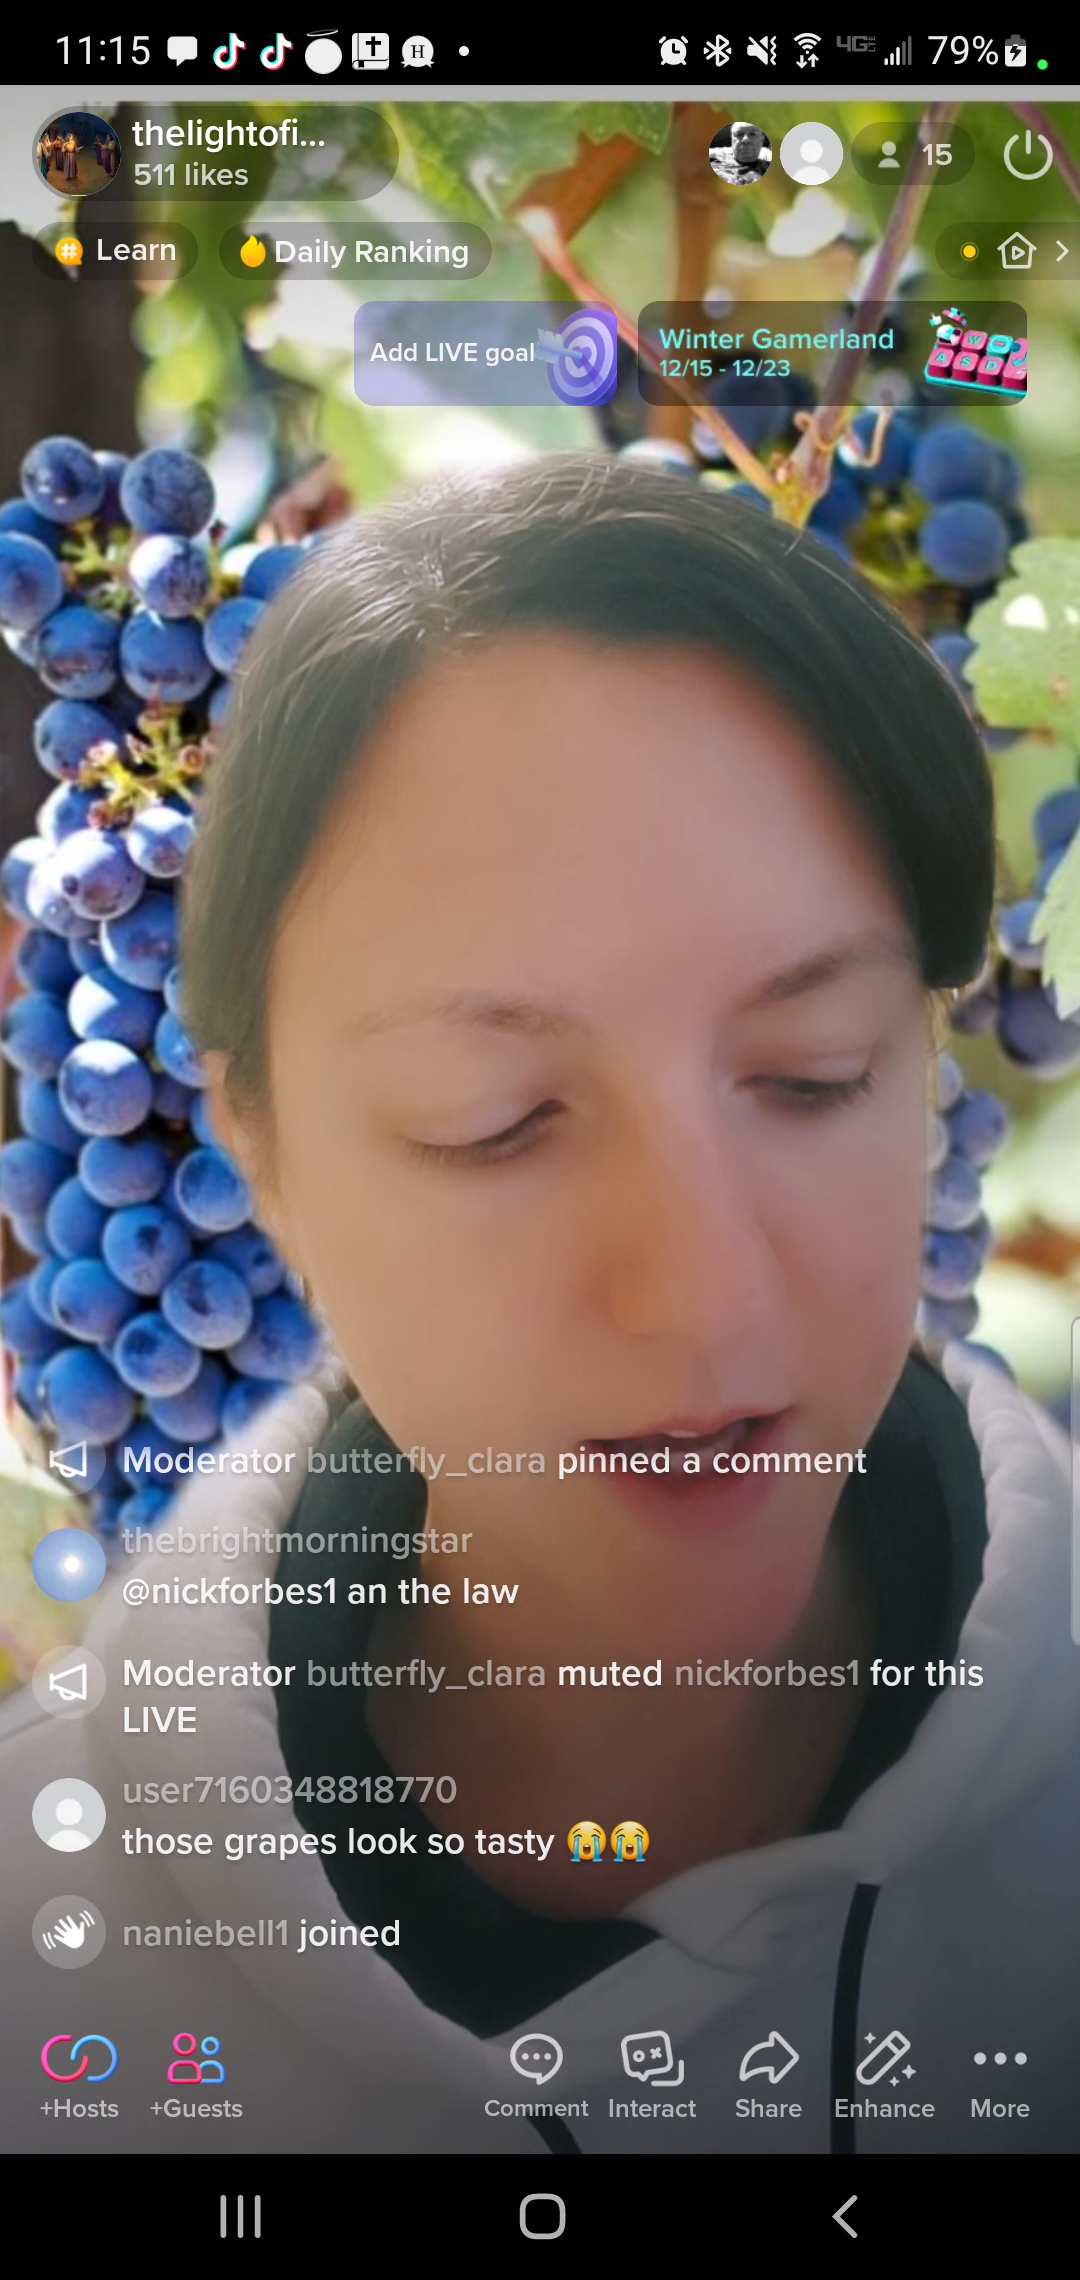 11:15
H
4G LTE
79%
thelightofi...
511 likes
15
Learn
Daily Ranking
Add LIVE goal
Winter Gamerland
12/15 - 12/23
W
A S D
Moderator butterfly_clara pinned a comment
thebrightmorningstar
@nickforbes1 an the law
Moderator butterfly_clara muted nickforbes1 for this
LIVE
user7160348818770
those grapes look so tasty 😭😭
naniebell1 joined
+Hosts
+Guests
Comment
Interact
Share
Enhance
More